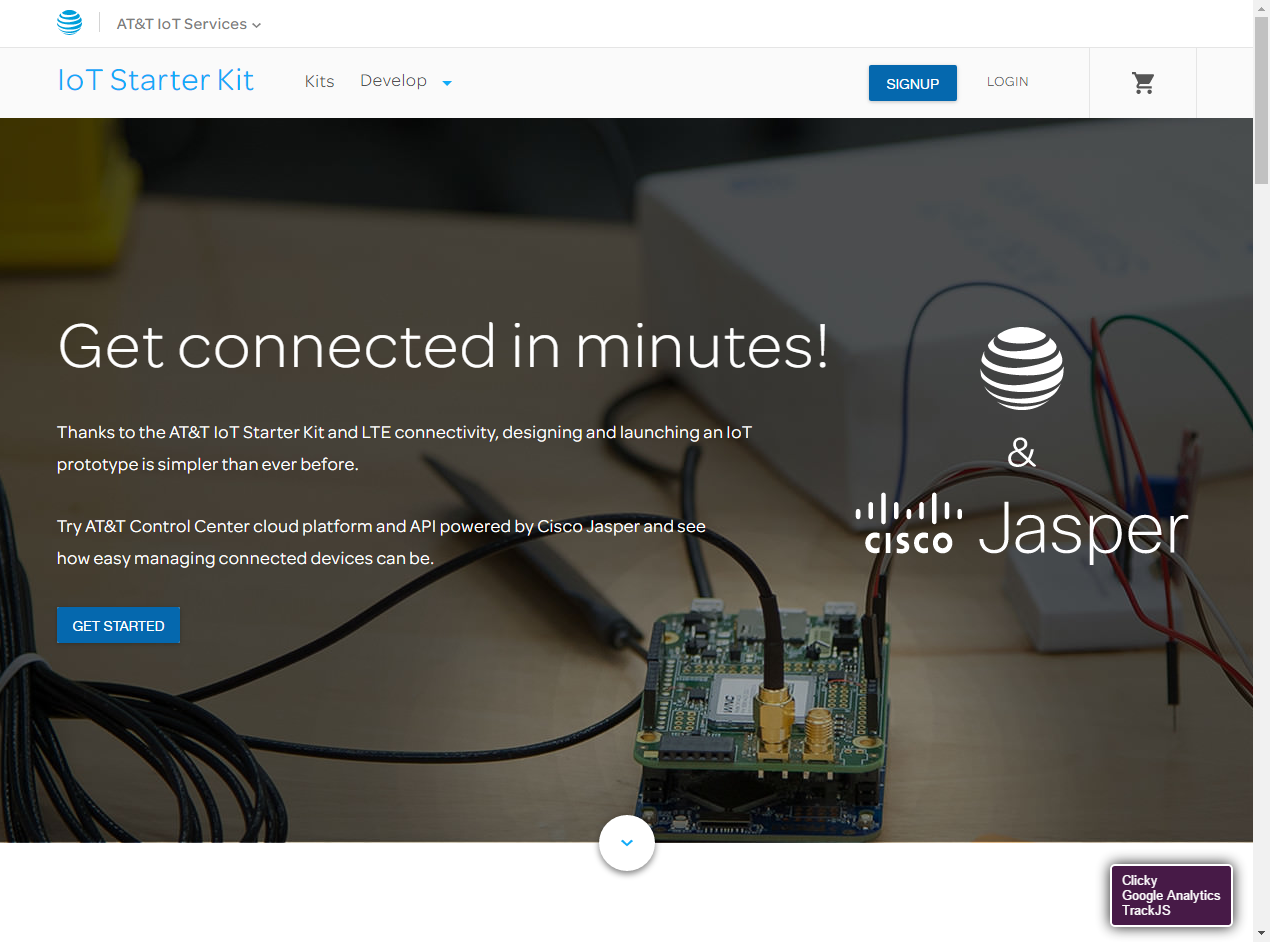 AT&T IoT Services
IoT Starter Kit
Kits
Develop
SIGNUP
LOGIN
Get connected in minutes!
Thanks to the AT&T IoT Starter Kit and LTE connectivity, designing and launching an IoT
prototype is simpler than ever before.
Try AT&T Control Center cloud platform and API powered by Cisco Jasper and see
how easy managing connected devices can be.
GET STARTED
&
CISCO Jasper
WNC
Clicky
Google Analytics
TrackJS